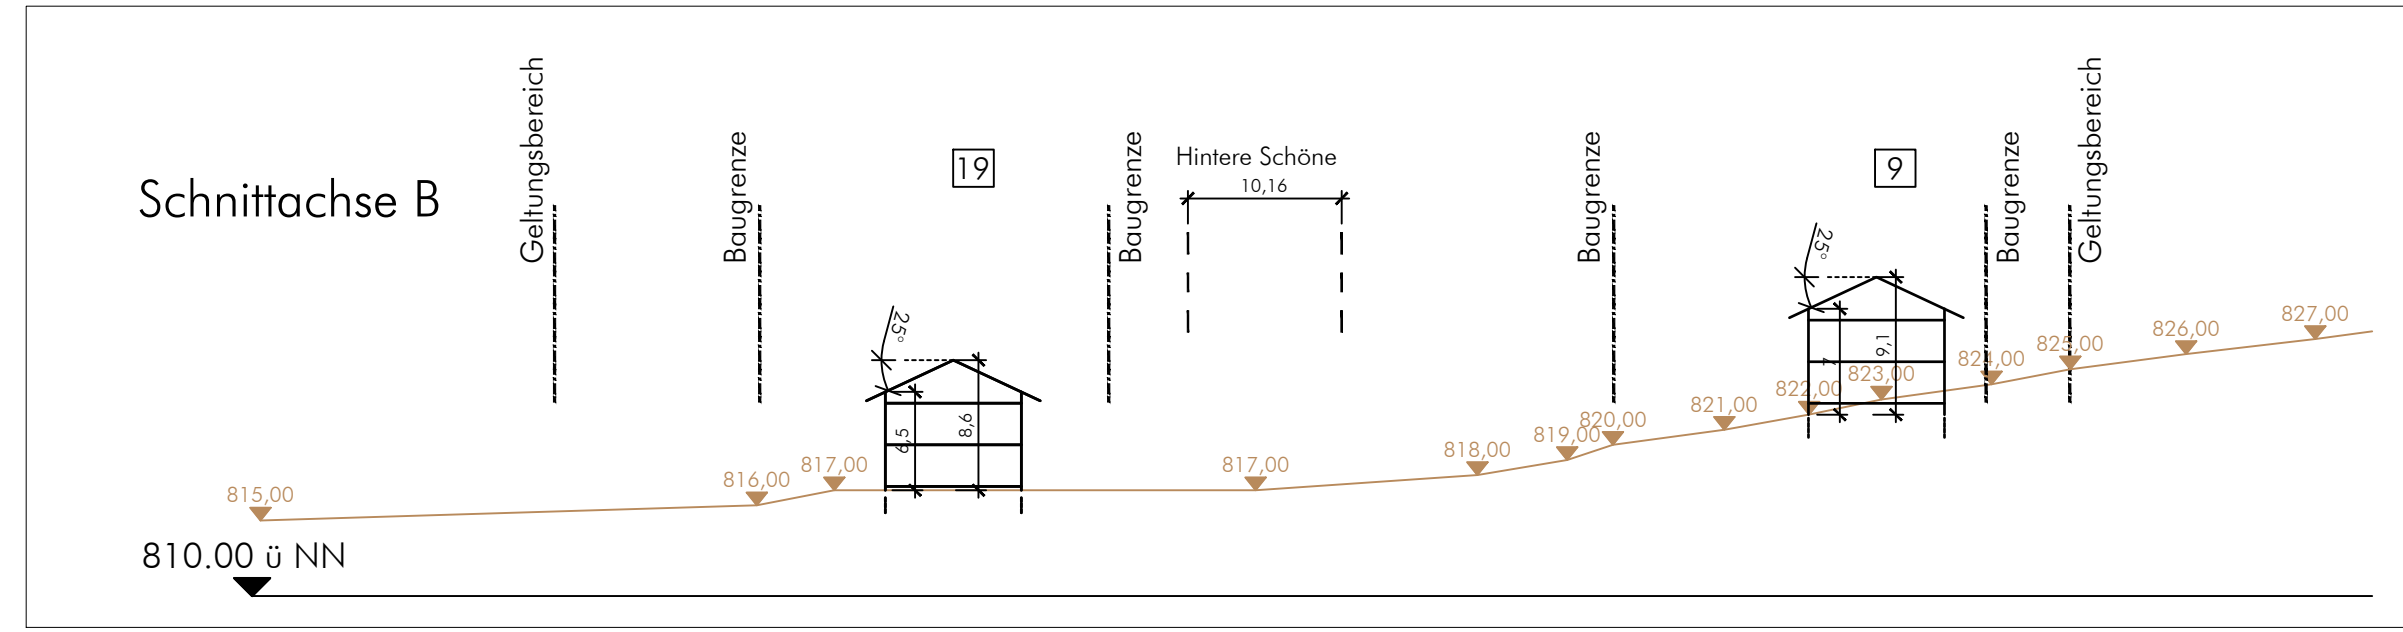 Schnittachse B
Geltungsbereich
Baugrenze
19
Baugrenze
Hintere Schöne
10,16
Baugrenze
9
Baugrenze
Geltungsbereich
25°
6,5
8,6
25°
7
9,1
815,00
816,00
817,00
817,00
818,00
819,00
820,00
821,00
822,00
823,00
824,00
825,00
826,00
827,00
810.00 ü NN